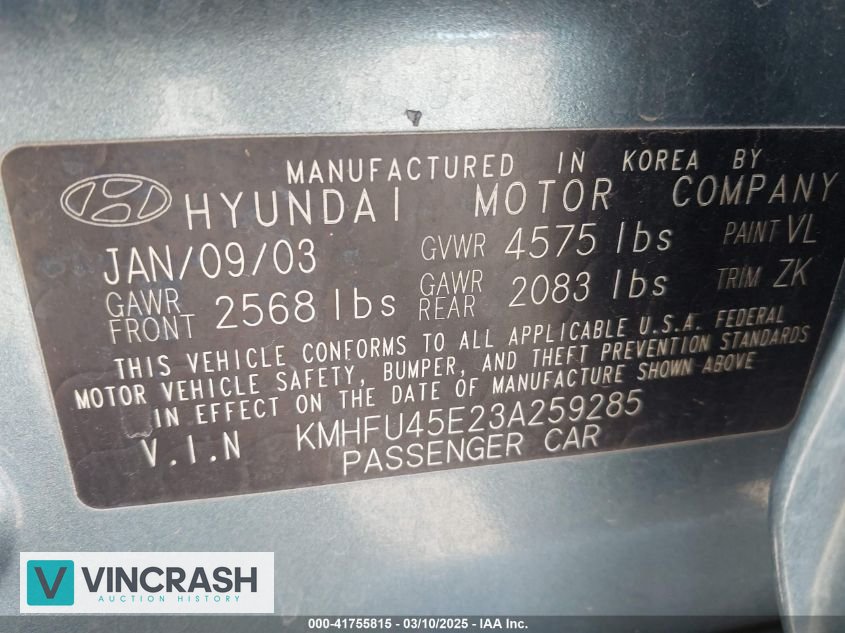 MANUFACTURED IN KOREA BY
HYUNDAI MOTOR COMPANY
JAN/09/03 GVWR 4575 lbs PAINT VL
GAWR FRONT 2568 lbs GAWR REAR 2083 lbs TRIM ZK
THIS VEHICLE CONFORMS TO ALL APPLICABLE U.S.A. FEDERAL
MOTOR VEHICLE SAFETY, BUMPER, AND THEFT PREVENTION STANDARDS
IN EFFECT ON THE DATE OF MANUFACTURE SHOWN ABOVE
V.I.N KMHFU45E23A259285
PASSENGER CAR
VINCRASH
AUCTION HISTORY
000-41755815 - 03/10/2025 - IAA Inc.